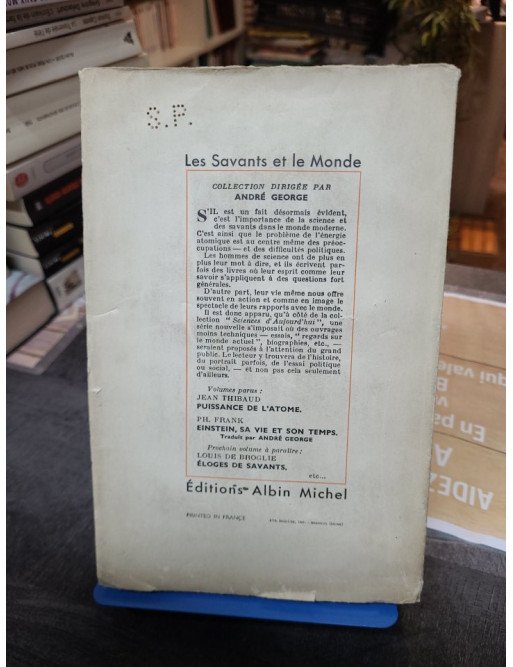 S.P.
Les Savants et le Monde
COLLECTION DIRIGÉE PAR
ANDRÉ GEORGE
S'IL est un fait désormais évident,
c'est l'importance de la science et
des savants dans le monde moderne.
C'est ainsi que le problème de l'énergie
atomique est au centre même des préoc-
cupations — et des difficultés politiques.
Les hommes de science ont de plus en
plus leur mot à dire, et ils écrivent par-
fois des livres où leur esprit comme leur
savoir s'appliquent à des questions fort
générales.
D'autre part, leur vie même nous offre
souvent en action et comme en image le
spectacle de leurs rapports avec le monde.
Il est donc apparu, qu'à côté de la col-
lection "Sciences d'Aujourd'hui", une
série nouvelle s'imposait où des ouvrages
moins techniques — essais, "regards sur
le monde actuel", biographies, etc., —
seraient proposés à l'attention du grand
public. Le lecteur y trouvera de l'histoire,
du portrait parfois, de l'essai politique
ou social, — et non pas cela seulement
d'ailleurs.
Volumes parus :
JEAN THIBAUD
PUISSANCE DE L'ATOME.
PH. FRANK
EINSTEIN, SA VIE ET SON TEMPS.
Traduit par ANDRÉ GEORGE
Prochain volume à paraître :
LOUIS DE BROGLIE
ÉLOGES DE SAVANTS.
etc...
Éditions Albin Michel
PRINTED IN FRANCE
qui vale
En pa
AIDEZ
A